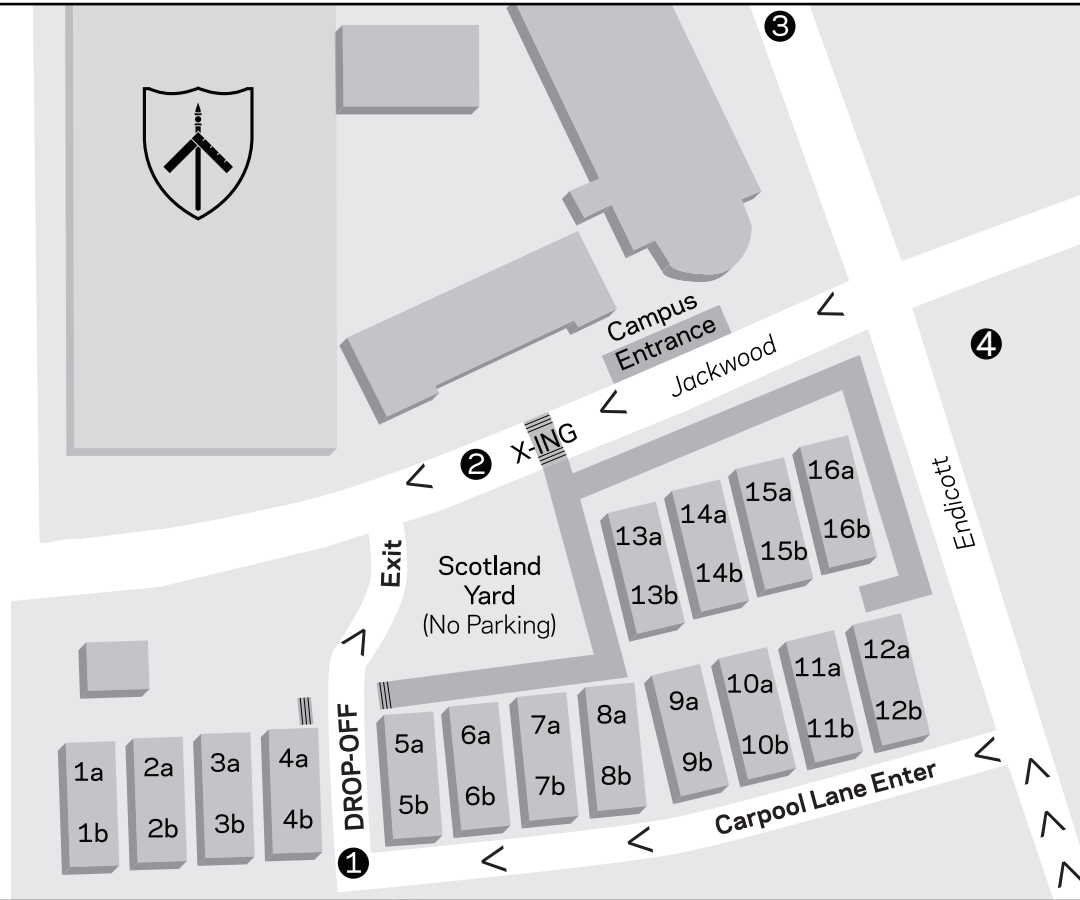 3
Campus
Entrance
Jackwood
4
X-ING
2
Endicott
Exit
Scotland
Yard
(No Parking)
13a
13b
14a
14b
15a
15b
16a
16b
DROP-OFF
1a
1b
2a
2b
3a
3b
4a
4b
5a
5b
6a
6b
7a
7b
8a
8b
9a
9b
10a
10b
11a
11b
12a
12b
Carpool Lane Enter
1